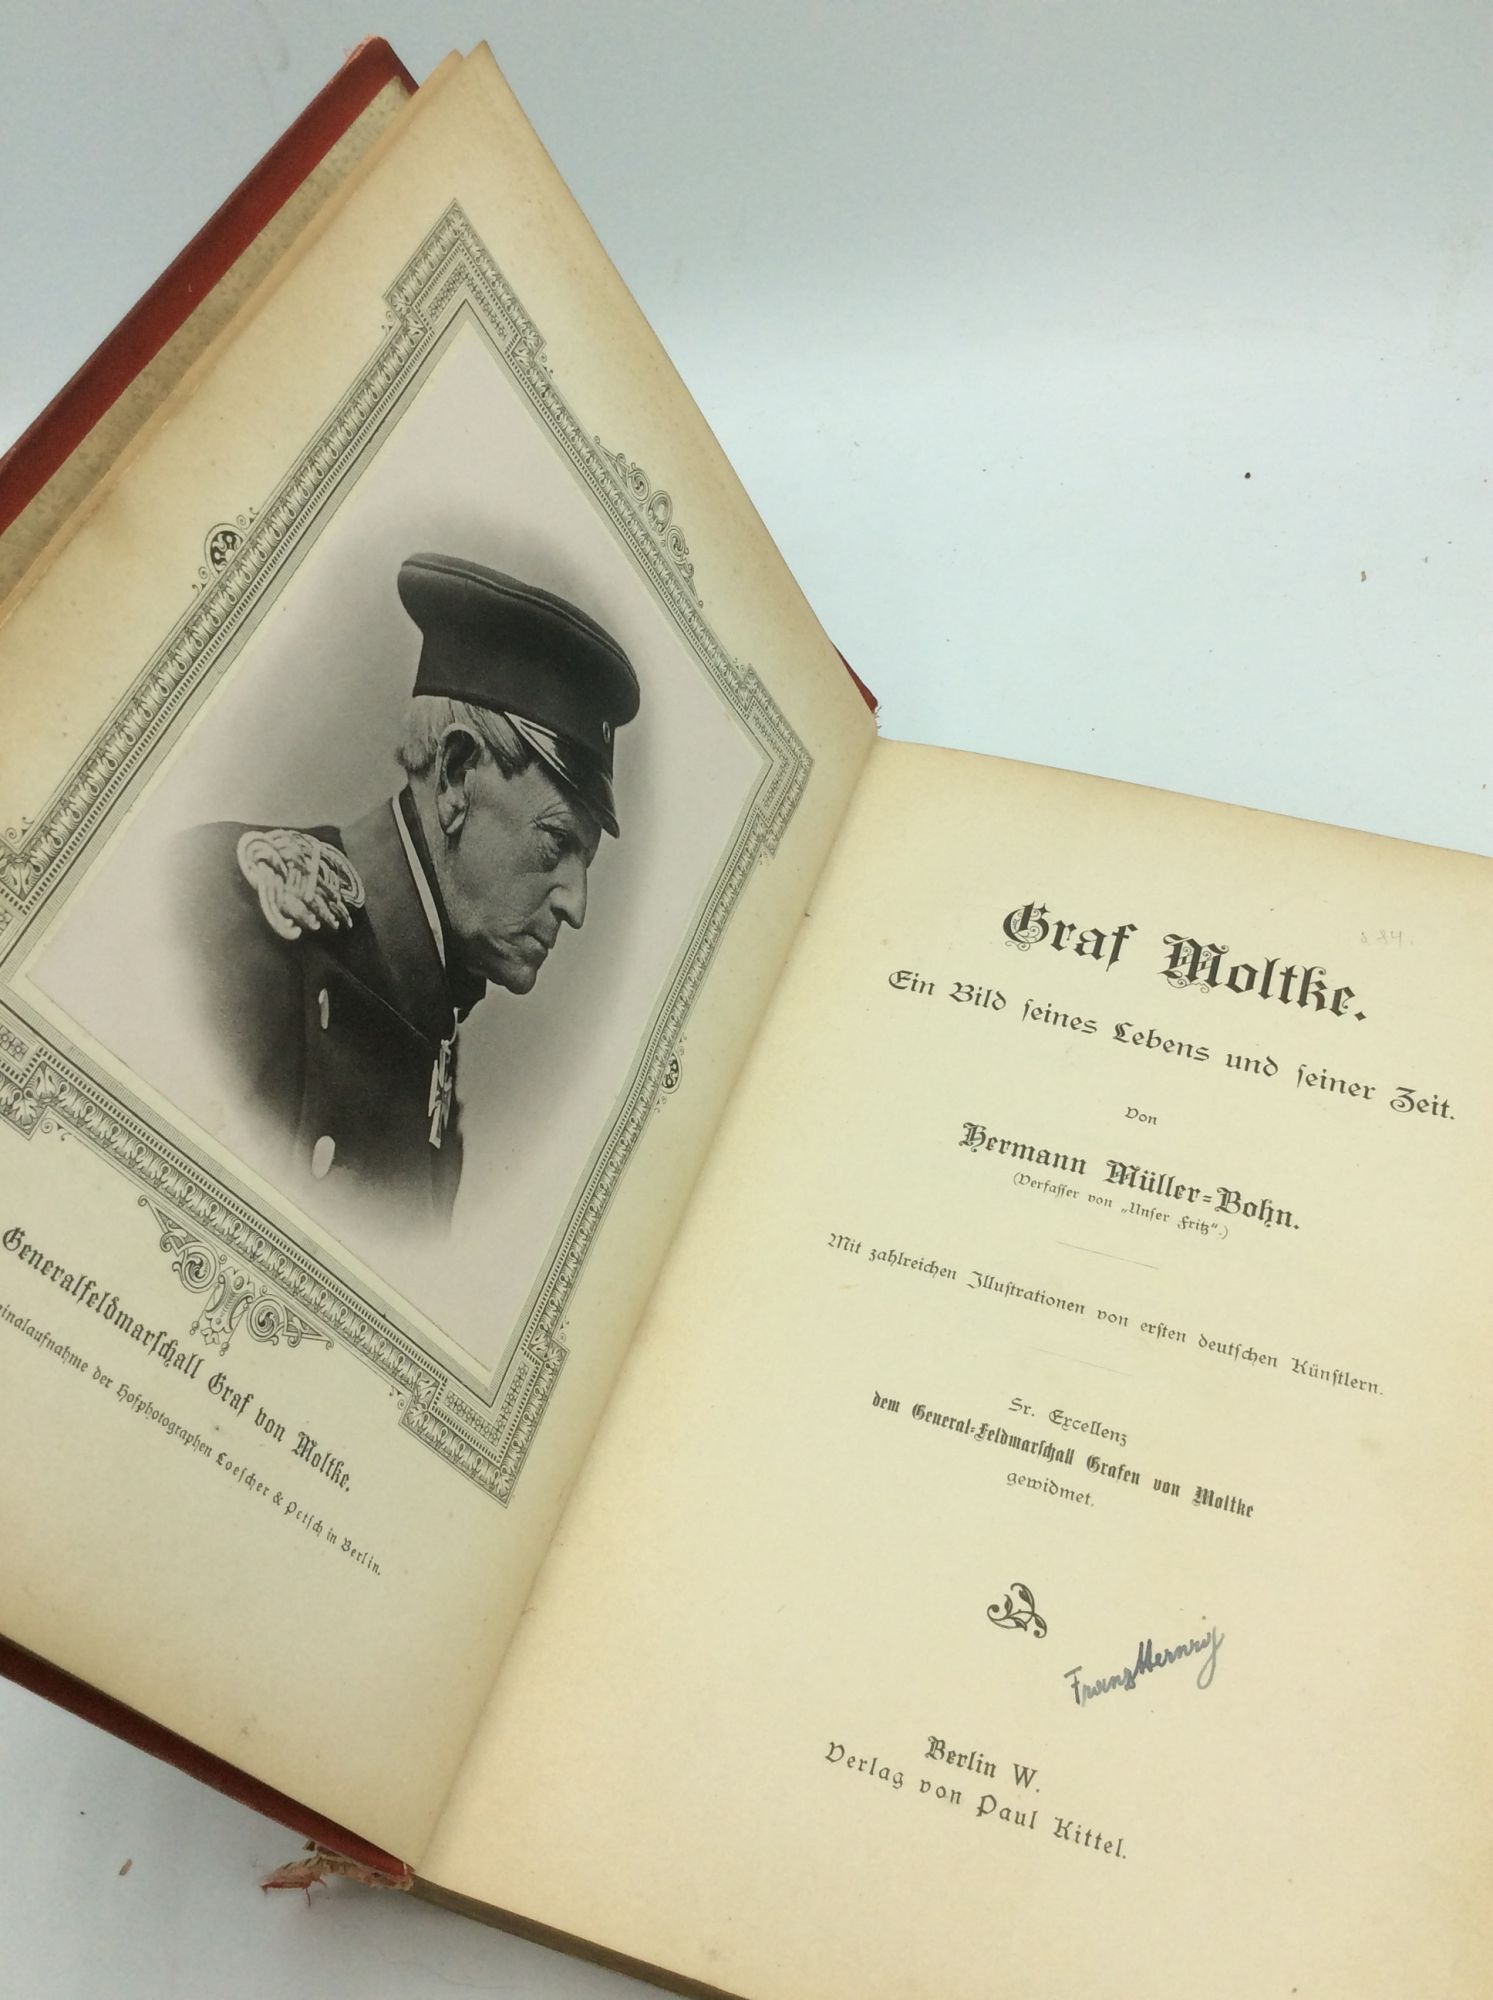 Generalfeldmarschall Graf von Moltke.
der Hofphotographen Loescher & Petsch in Berlin.
Graf Moltke.
Ein Bild seines Lebens und seiner Zeit.
Von
Hermann Müller=Bohn.
(Verfasser von „Unser Fritz“.)
Mit zahlreichen Illustrationen von ersten deutschen Künstlern.
Sr. Excellenz
dem General=Feldmarschall Grafen von Moltke
gewidmet.
Berlin W.
Verlag von Paul Kittel.